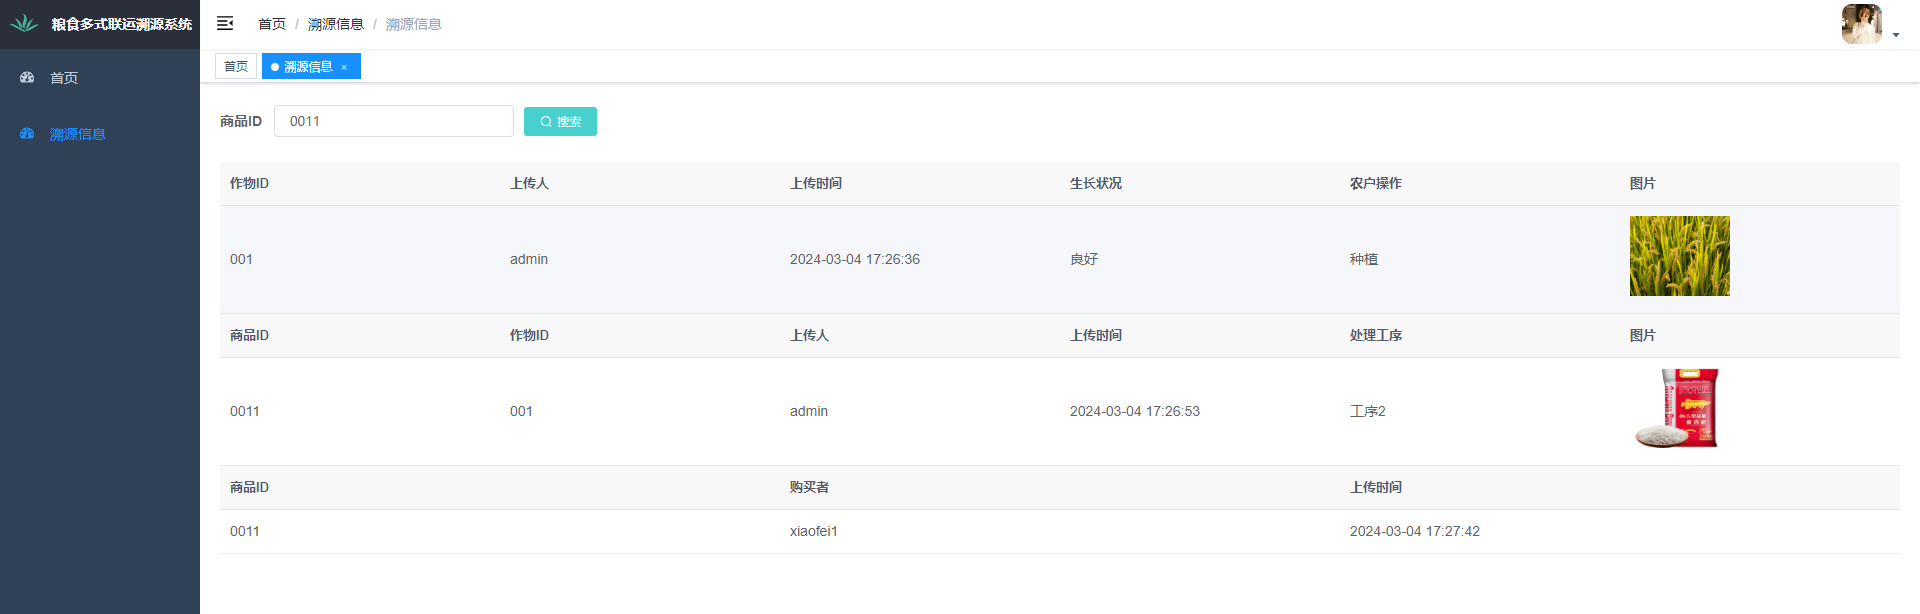 粮食多式联运溯源系统
首页 / 溯源信息 / 溯源信息
首页
溯源信息
首页
溯源信息 ×
商品ID 0011 搜索
作物ID 上传人 上传时间 生长状况 农户操作 图片
001 admin 2024-03-04 17:26:36 良好 种植
商品ID 作物ID 上传人 上传时间 处理工序 图片
0011 001 admin 2024-03-04 17:26:53 工序2
商品ID 购买者 上传时间
0011 xiaofei1 2024-03-04 17:27:42